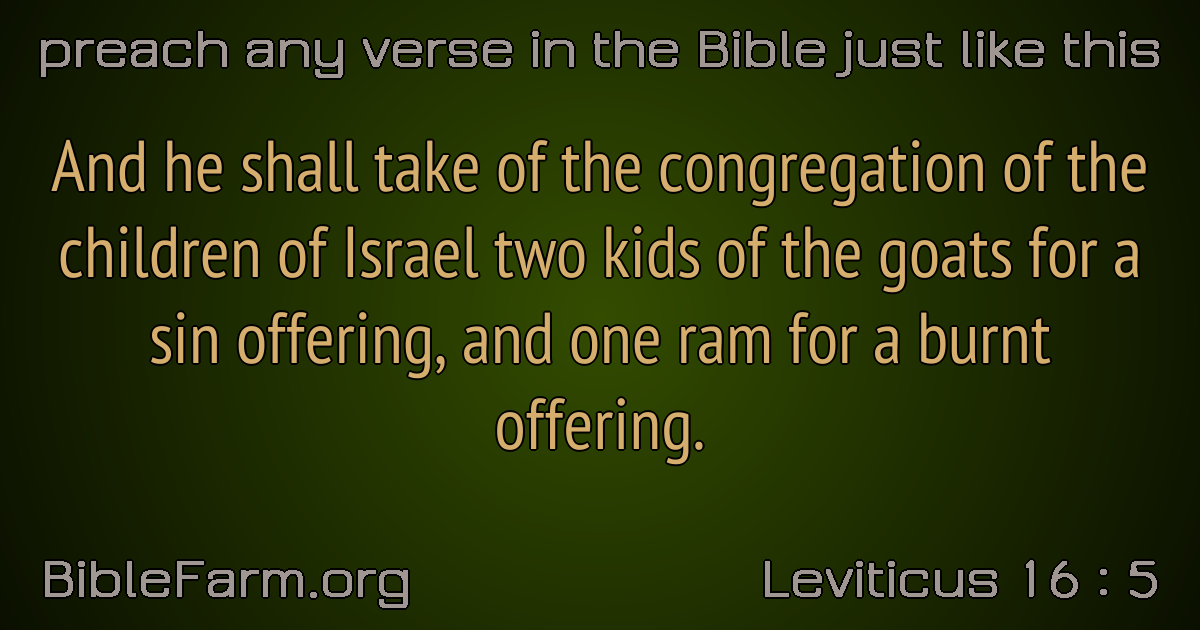 preach any verse in the Bible just like this
And he shall take of the congregation of the
children of Israel two kids of the goats for a
sin offering, and one ram for a burnt
offering.
BibleFarm.org
Leviticus 16 : 5